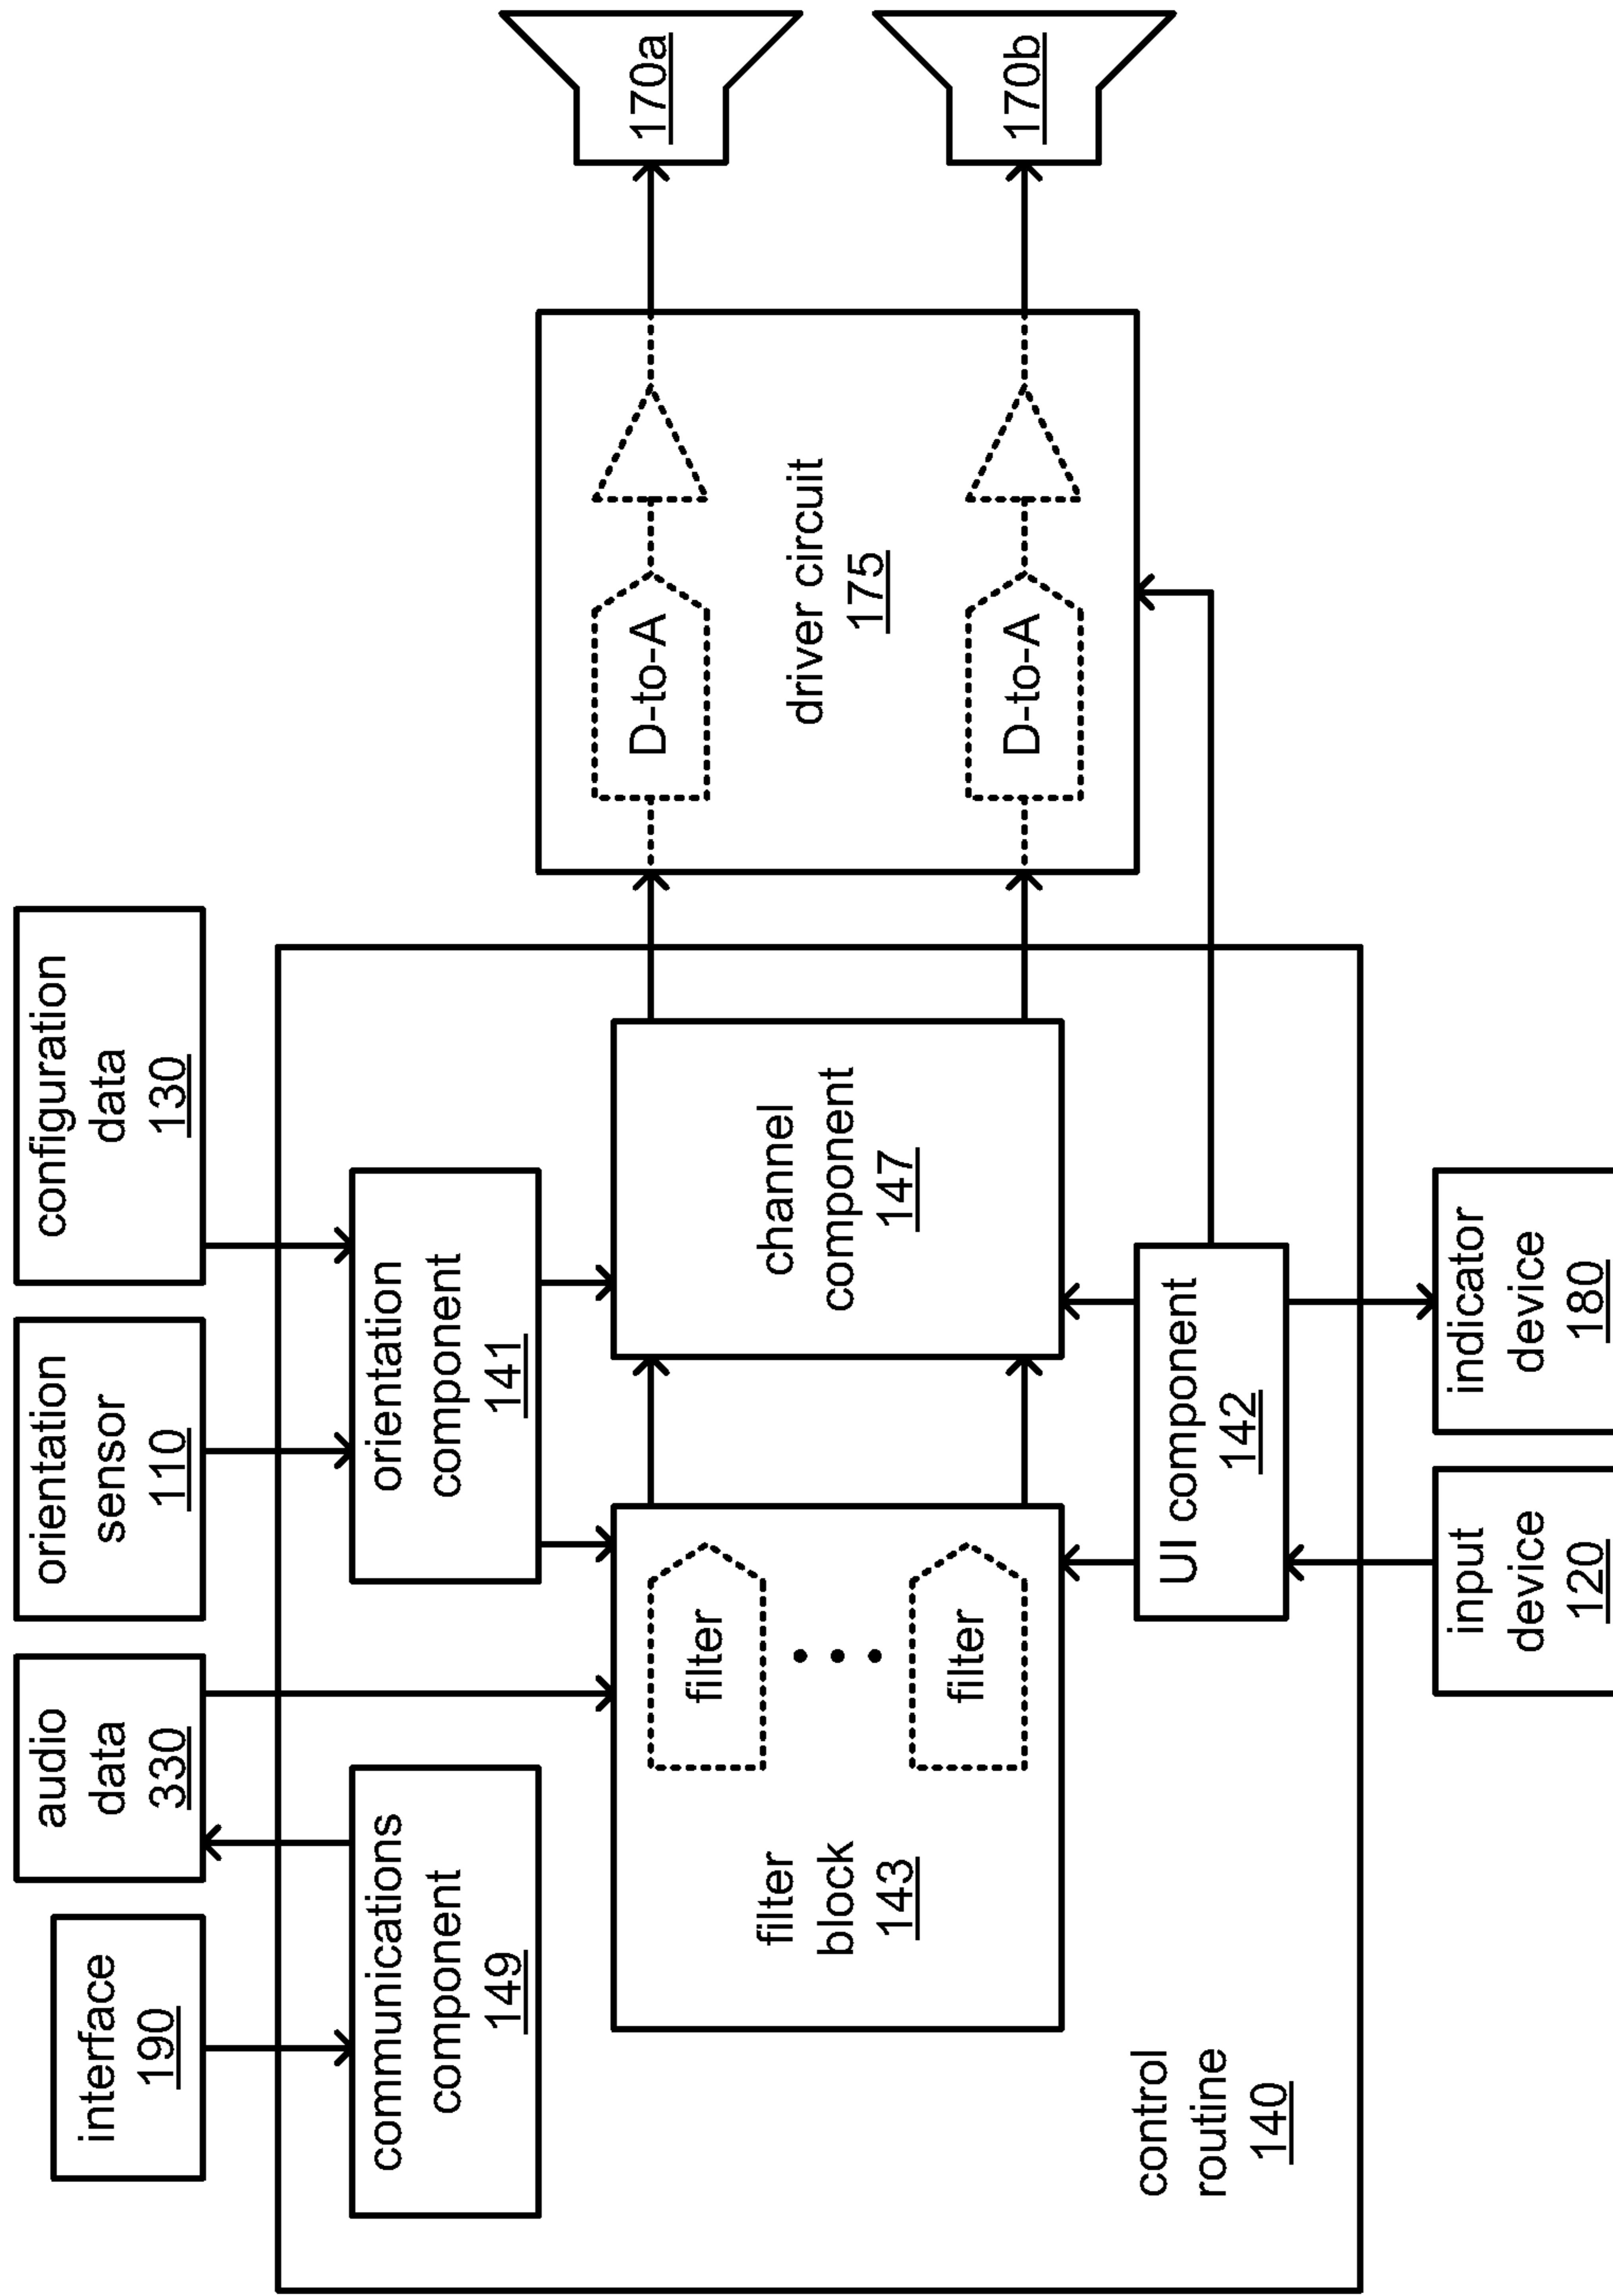 interface
190
audio
data
330
orientation
sensor
110
configuration
data
130
communications
component
149
orientation
component
141
filter
block
143
filter
filter
channel
component
147
D-to-A
driver circuit
175
D-to-A
170a
170b
UI component
142
control
routine
140
input
device
120
indicator
device
180